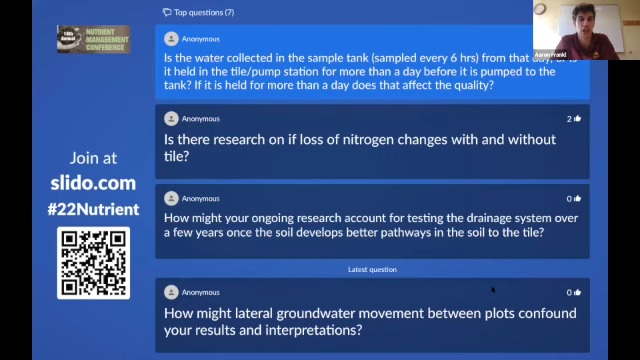 Top questions (7)
14th
Annual
NUTRIENT
MANAGEMENT
CONFERENCE
Aaron Frankl
Anonymous
Is the water collected in the sample tank (sampled every 6 hrs) from that day, or is
it held in the tile/pump station for more than a day before it is pumped to the
tank? If it is held for more than a day does that affect the quality?
Anonymous
2
Is there research on if loss of nitrogen changes with and without
tile?
Join at
slido.com
#22Nutrient
Anonymous
0
How might your ongoing research account for testing the drainage system over
a few years once the soil develops better pathways in the soil to the tile?
Latest question
Anonymous
0
How might lateral groundwater movement between plots confound
your results and interpretations?